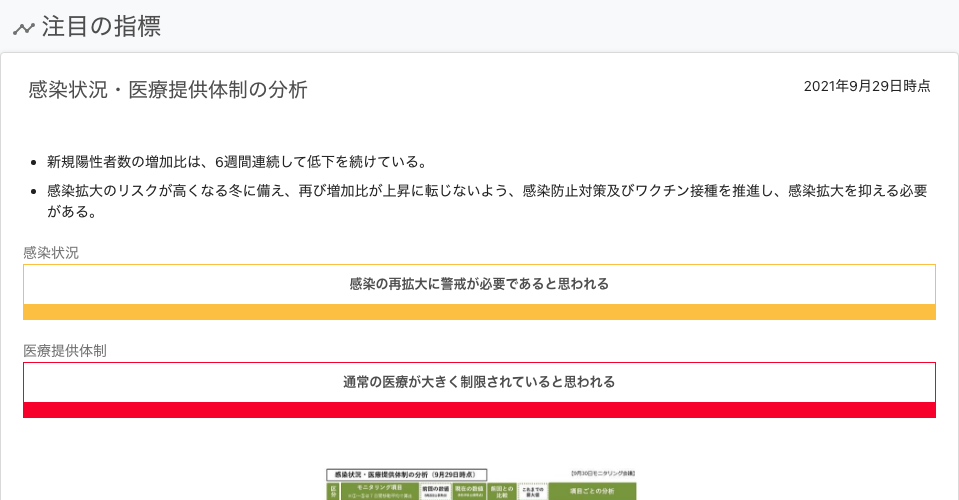 注目の指標
感染状況・医療提供体制の分析
2021年9月29日時点
新規陽性者数の増加比は、6週間連続して低下を続けている。
感染拡大のリスクが高くなる冬に備え、再び増加比が上昇に転じないよう、感染防止対策及びワクチン接種を推進し、感染拡大を抑える必要
がある。
感染状況
感染の再拡大に警戒が必要であると思われる
医療提供体制
通常の医療が大きく制限されていると思われる
感染状況・医療提供体制の分析（9月29日時点）
【9月30日モニタリング会議】
区分
モニタリング項目
前回の数値
現在の数値
前回との
比較
これまでの
最大値
項目ごとの分析